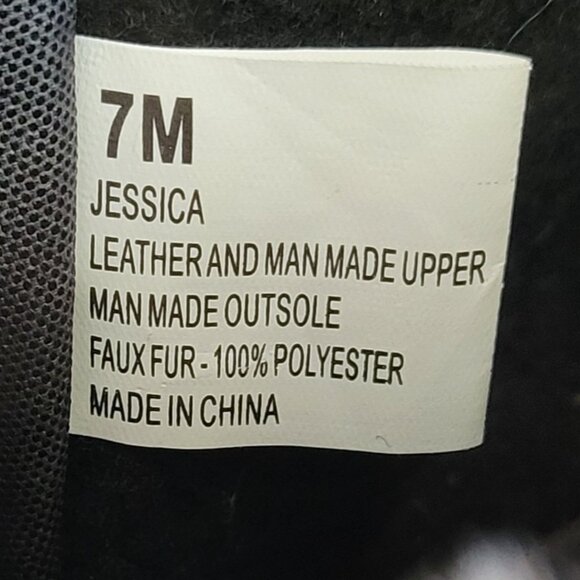 7M
JESSICA
LEATHER AND MAN MADE UPPER
MAN MADE OUTSOLE
FAUX FUR - 100% POLYESTER
MADE IN CHINA